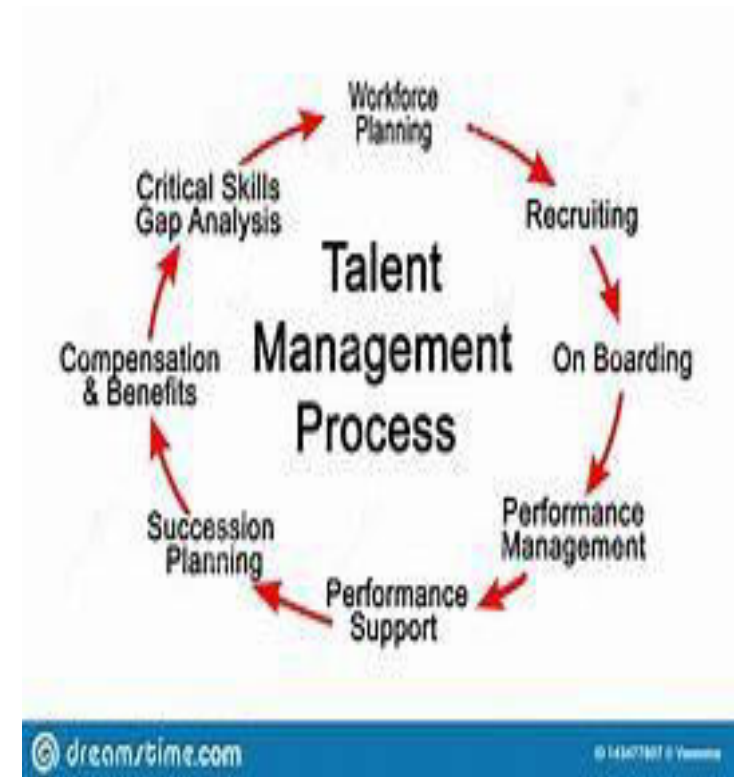 Workforce
Planning
Recruiting
On Boarding
Performance
Management
Performance
Support
Succession
Planning
Compensation
& Benefits
Critical Skills
Gap Analysis
Talent
Management
Process
dreamstime.com